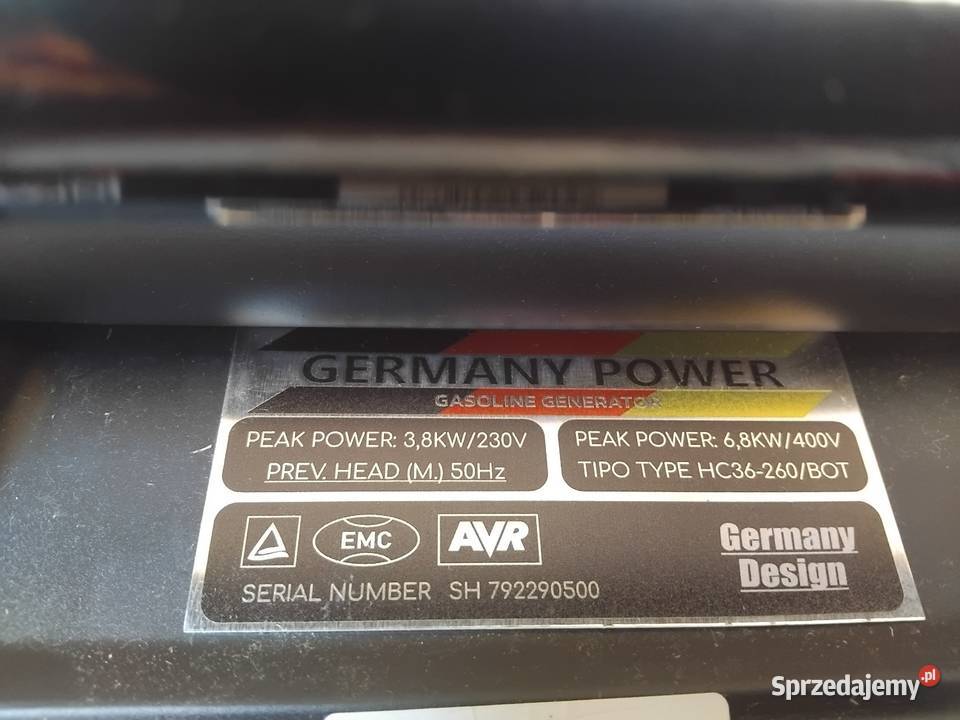 GERMANY POWER
GASOLINE GENERATOR
PEAK POWER: 3,8KW/230V
PREV. HEAD (M.) 50Hz
PEAK POWER: 6,8KW/400V
TIPO TYPE HC36-260/BOT
EMC
AVR
Germany
Design
SERIAL NUMBER SH 792290500
Sprzedajemy.pl